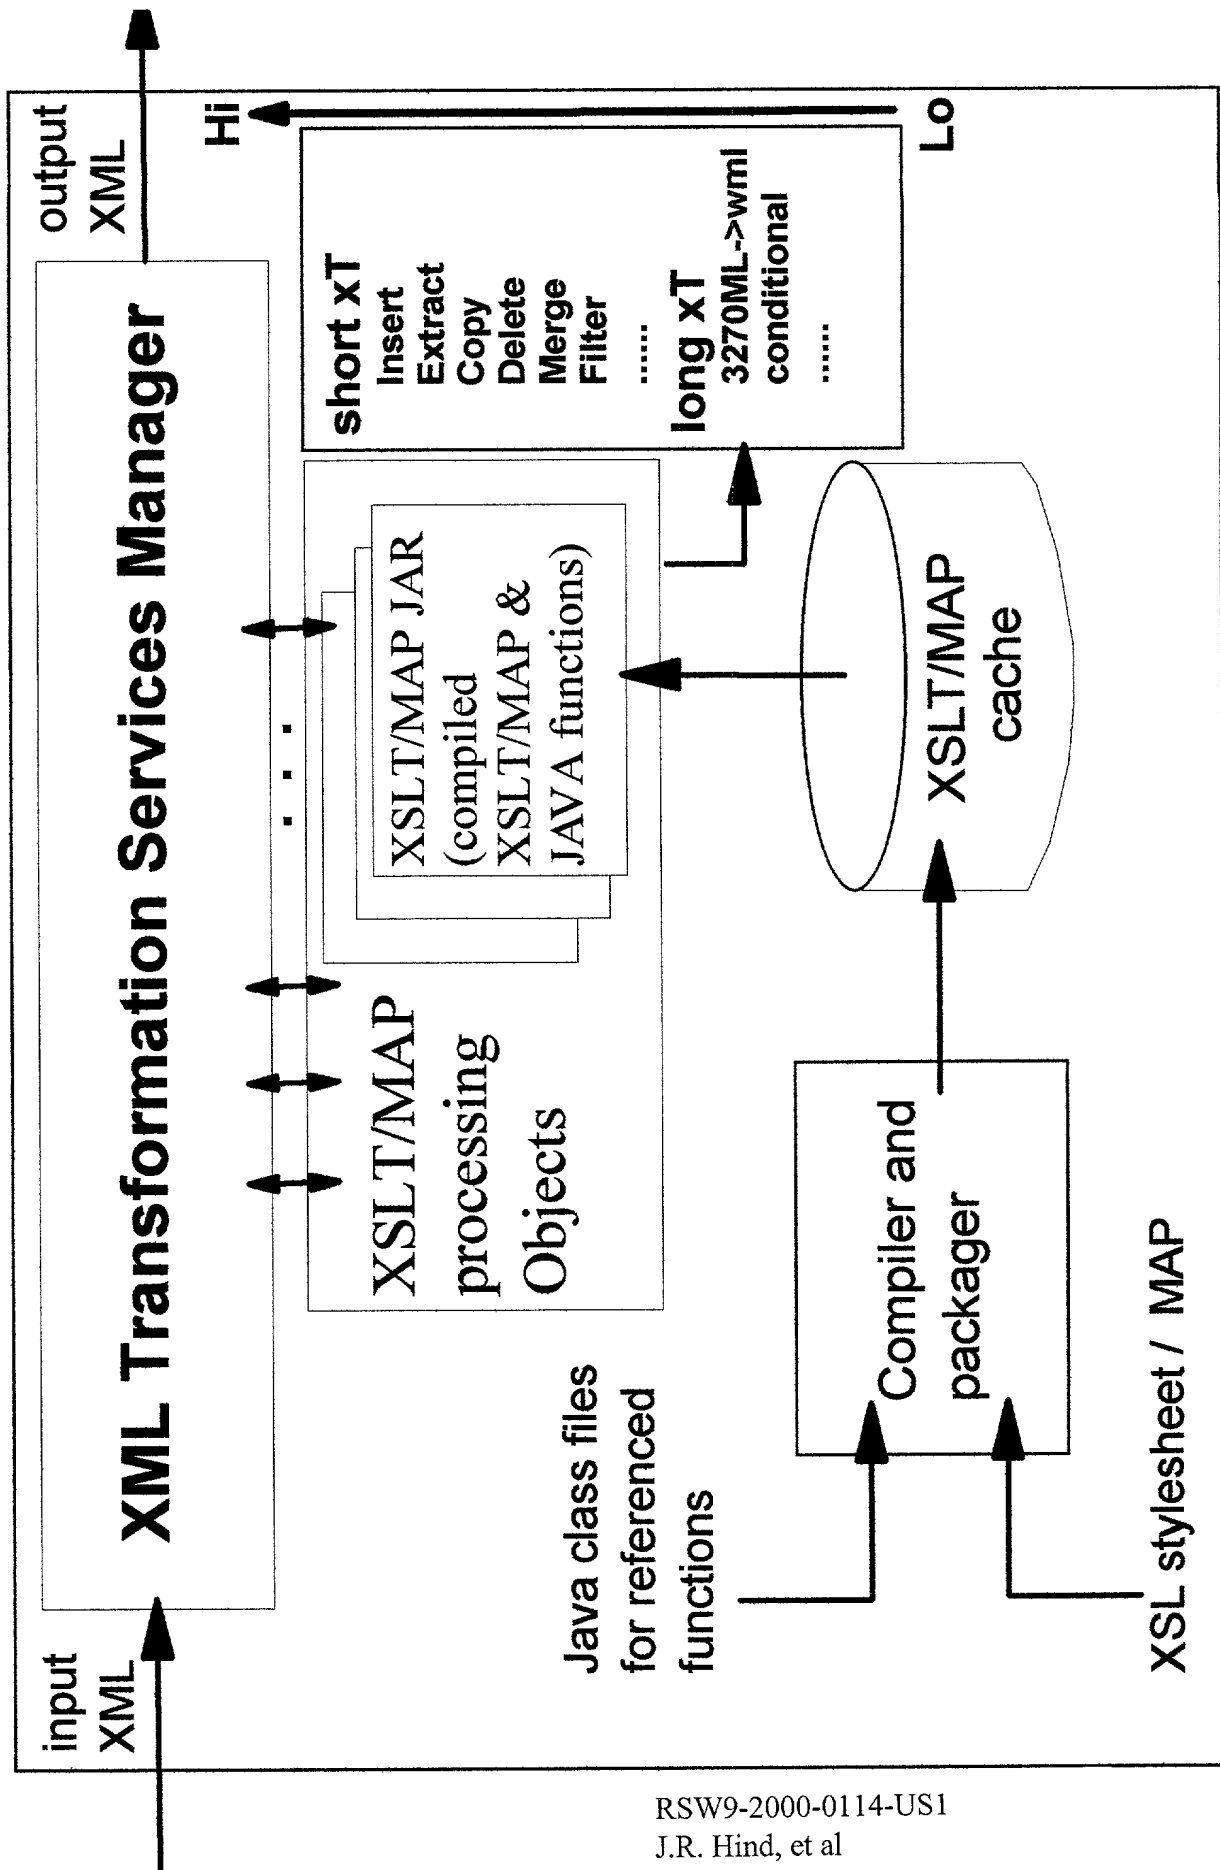 input
XML
XML Transformation Services Manager
output
XML
XSLT/MAP
processing
Objects
. . . .
XSLT/MAP JAR
(compiled
XSLT/MAP &
JAVA functions)
short xT
Insert
Extract
Copy
Delete
Merge
Filter
......
long xT
3270ML->wml
conditional
......
Hi
Lo
Java class files
for referenced
functions
Compiler and
packager
XSLT/MAP
cache
XSL stylesheet / MAP
RSW9-2000-0114-US1
J.R. Hind, et al